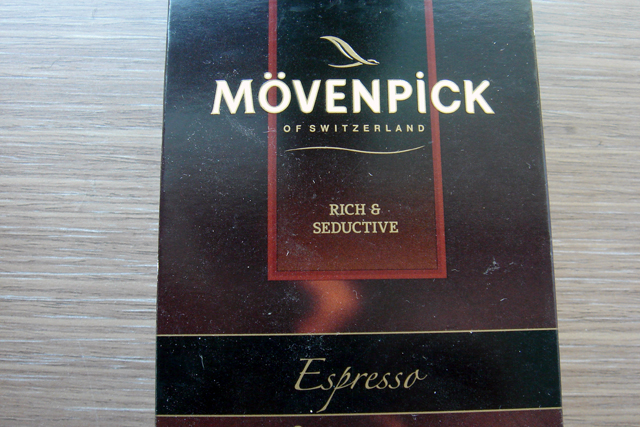 MÖVENPiCK
OF SWITZERLAND
RICH &
SEDUCTIVE
Espresso